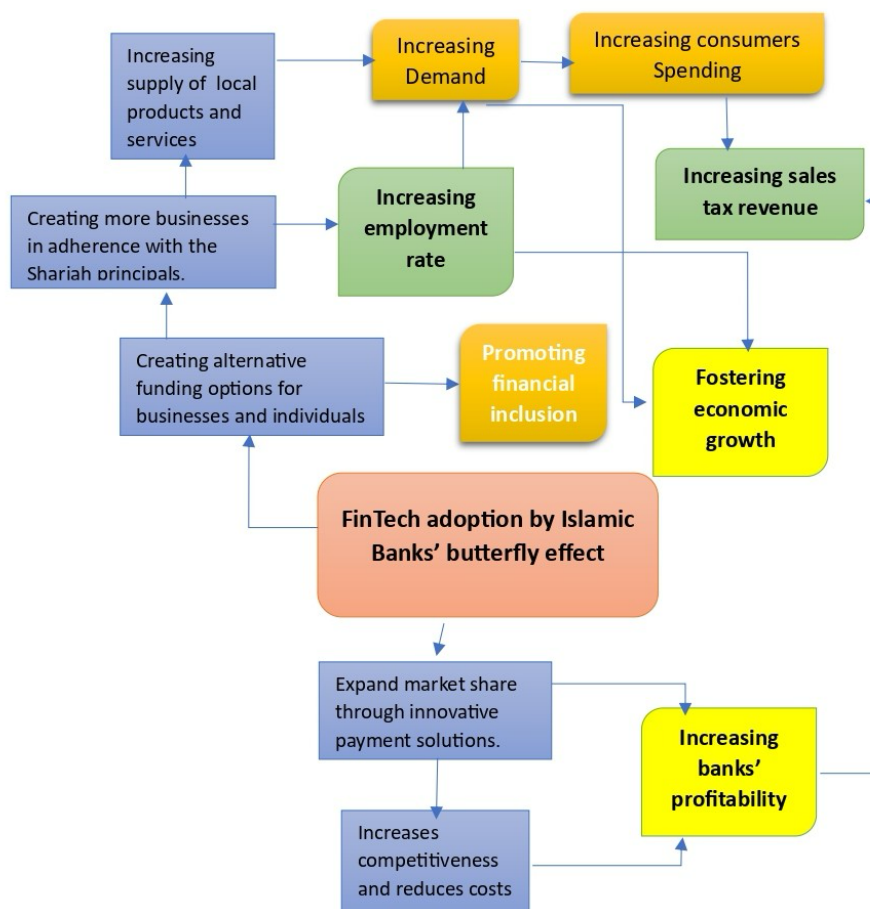 Increasing
supply of local
products and
services
Increasing
Demand
Increasing consumers
Spending
Creating more businesses
in adherence with the
Shariah principals.
Increasing
employment
rate
Increasing sales
tax revenue
Creating alternative
funding options for
businesses and individuals
Promoting
financial
inclusion
Fostering
economic
growth
FinTech adoption by Islamic
Banks’ butterfly effect
Expand market share
through innovative
payment solutions.
Increasing
banks’
profitability
Increases
competitiveness
and reduces costs